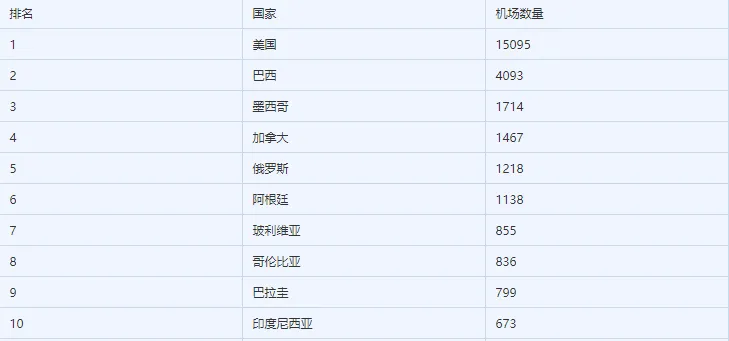 排名 国家 机场数量
1 美国 15095
2 巴西 4093
3 墨西哥 1714
4 加拿大 1467
5 俄罗斯 1218
6 阿根廷 1138
7 玻利维亚 855
8 哥伦比亚 836
9 巴拉圭 799
10 印度尼西亚 673